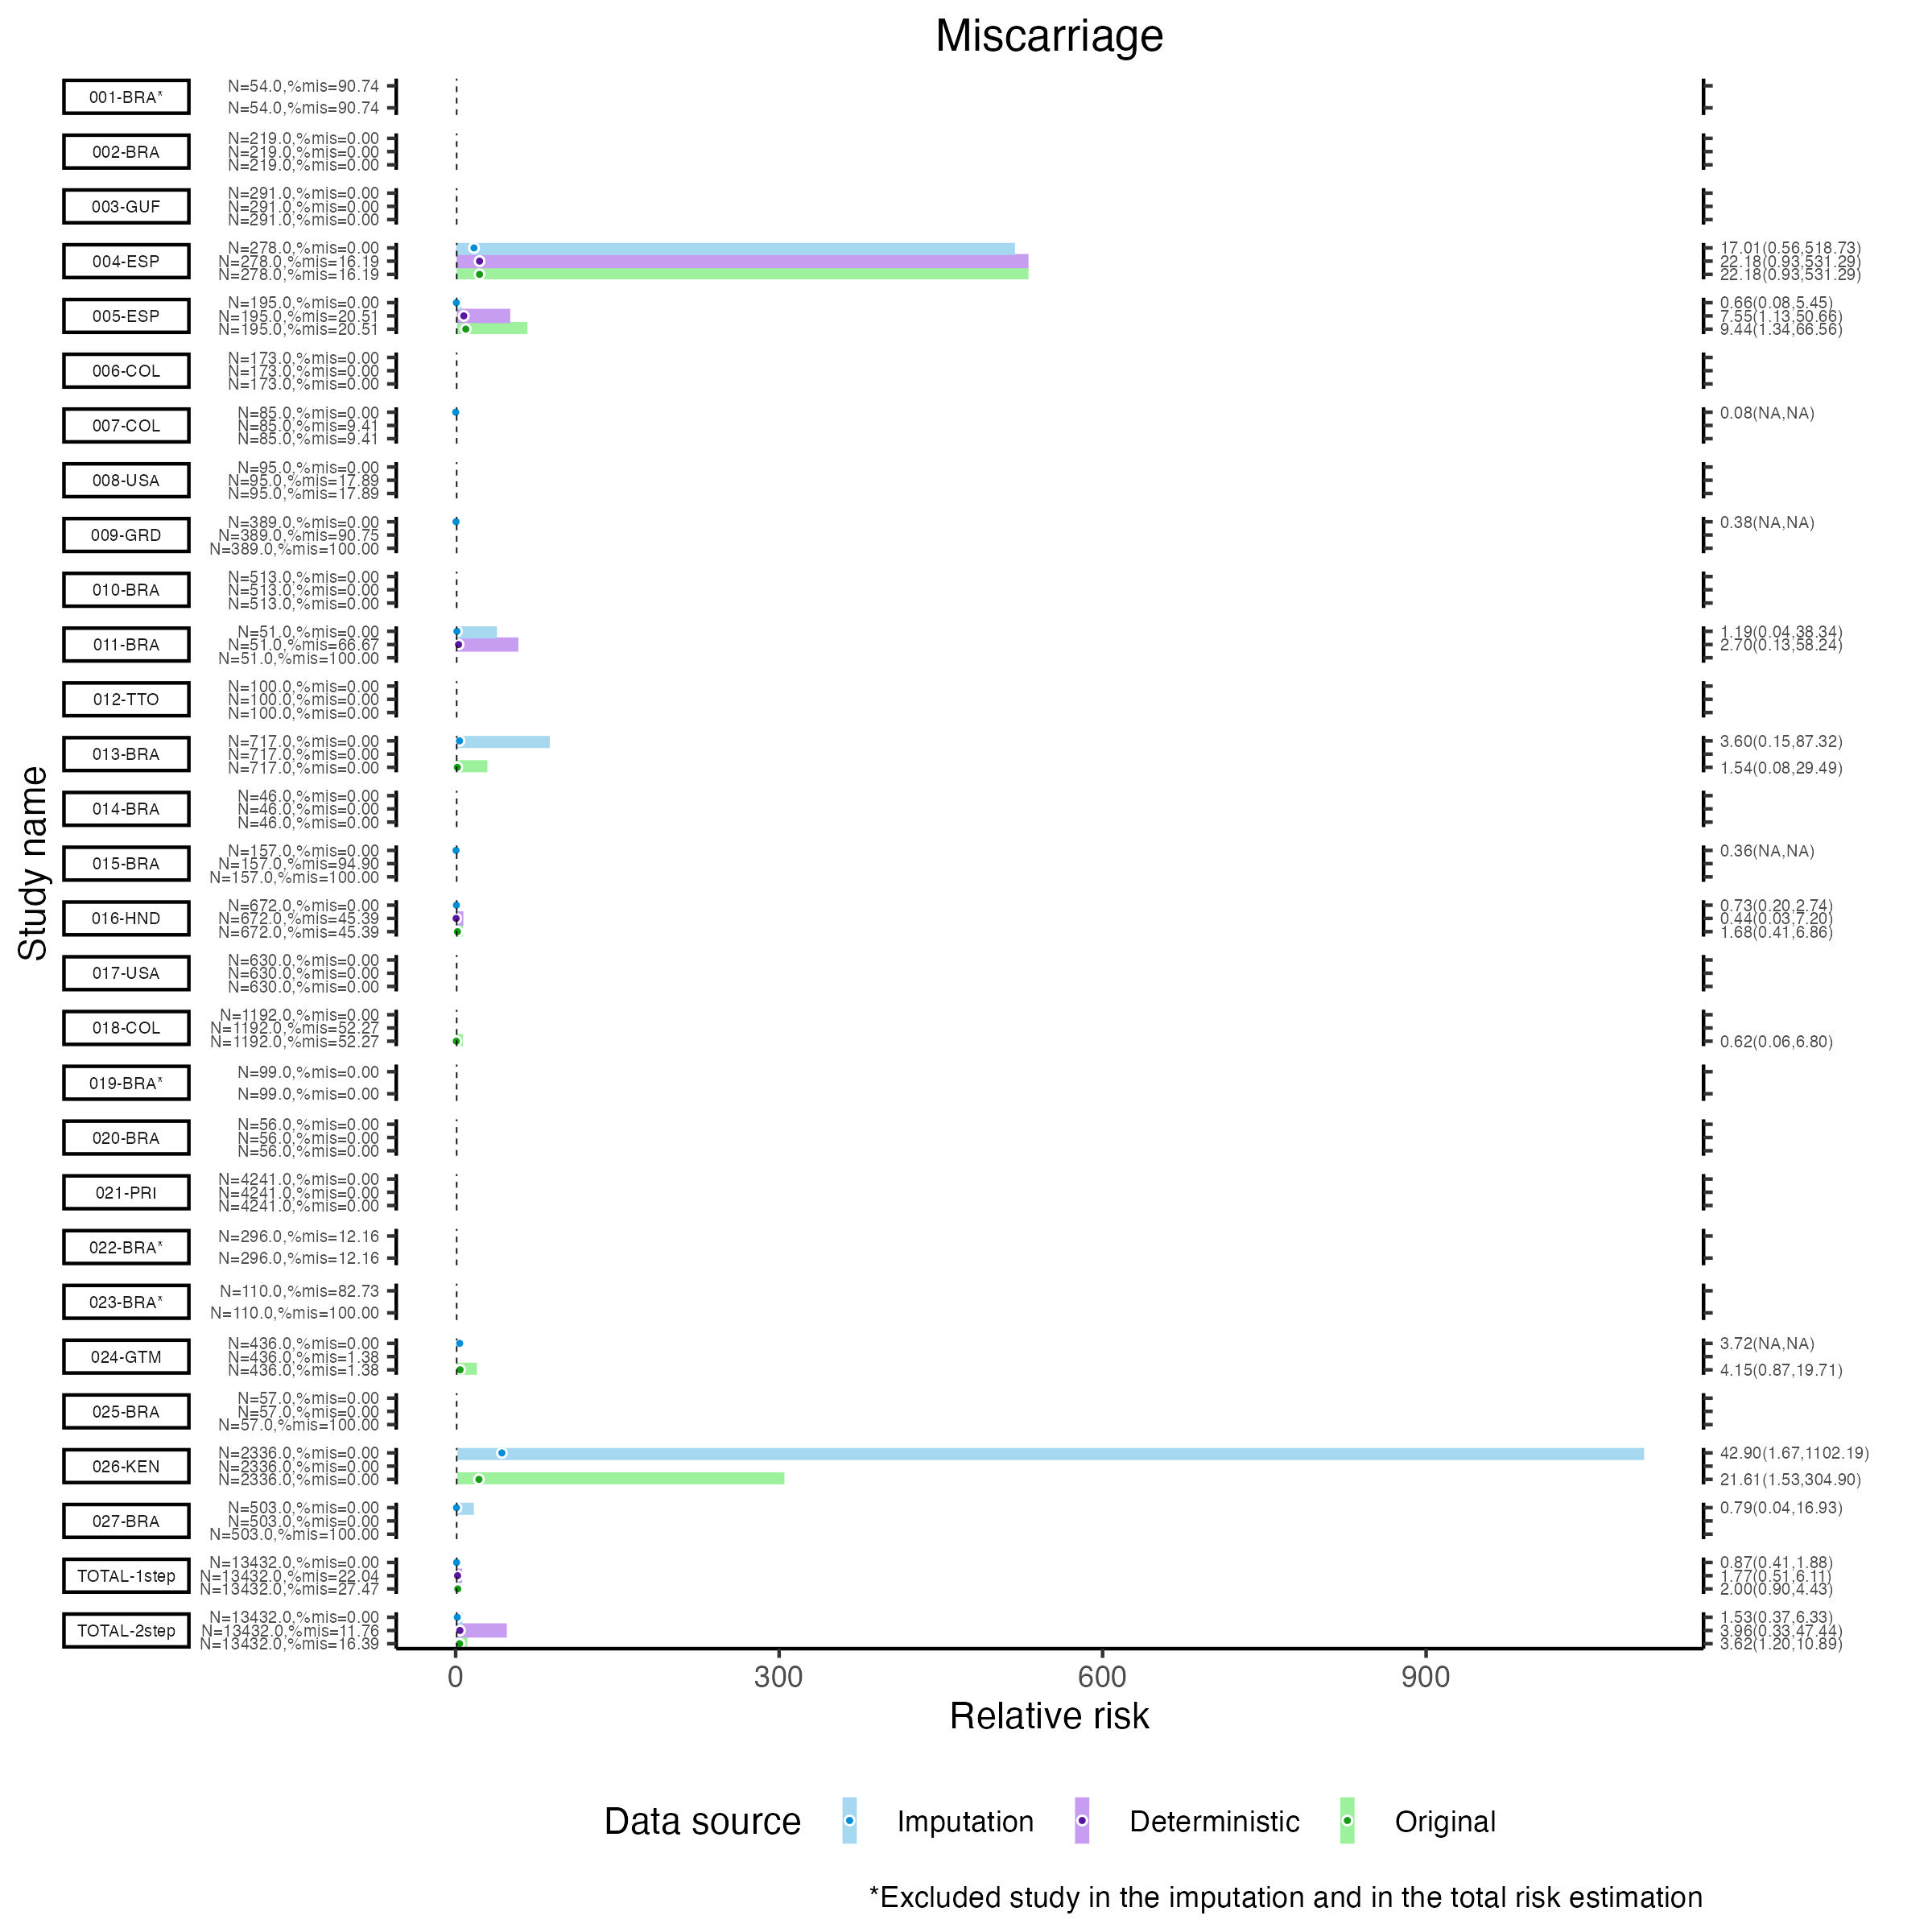 Miscarriage
Study name
001-BRA*
N=54.0,%mis=90.74
N=54.0,%mis=90.74
002-BRA
N=219.0,%mis=0.00
N=219.0,%mis=0.00
N=219.0,%mis=0.00
003-GUF
N=291.0,%mis=0.00
N=291.0,%mis=0.00
N=291.0,%mis=0.00
004-ESP
N=278.0,%mis=0.00 17.01(0.56,518.73)
N=278.0,%mis=16.19 22.18(0.93,531.29)
N=278.0,%mis=16.19 22.18(0.93,531.29)
005-ESP
N=195.0,%mis=0.00 0.66(0.08,5.45)
N=195.0,%mis=20.51 7.55(1.13,50.66)
N=195.0,%mis=20.51 9.44(1.34,66.56)
006-COL
N=173.0,%mis=0.00
N=173.0,%mis=0.00
N=173.0,%mis=0.00
007-COL
N=85.0,%mis=0.00 0.08(NA,NA)
N=85.0,%mis=9.41
N=85.0,%mis=9.41
008-USA
N=95.0,%mis=0.00
N=95.0,%mis=17.89
N=95.0,%mis=17.89
009-GRD
N=389.0,%mis=0.00 0.38(NA,NA)
N=389.0,%mis=90.75
N=389.0,%mis=100.00
010-BRA
N=513.0,%mis=0.00
N=513.0,%mis=0.00
N=513.0,%mis=0.00
011-BRA
N=51.0,%mis=0.00 1.19(0.04,38.34)
N=51.0,%mis=66.67 2.70(0.13,58.24)
N=51.0,%mis=100.00
012-TTO
N=100.0,%mis=0.00
N=100.0,%mis=0.00
N=100.0,%mis=0.00
013-BRA
N=717.0,%mis=0.00 3.60(0.15,87.32)
N=717.0,%mis=0.00
N=717.0,%mis=0.00 1.54(0.08,29.49)
014-BRA
N=46.0,%mis=0.00
N=46.0,%mis=0.00
N=46.0,%mis=0.00
015-BRA
N=157.0,%mis=0.00 0.36(NA,NA)
N=157.0,%mis=94.90
N=157.0,%mis=100.00
016-HND
N=672.0,%mis=0.00 0.73(0.20,2.74)
N=672.0,%mis=45.39 0.44(0.03,7.20)
N=672.0,%mis=45.39 1.68(0.41,6.86)
017-USA
N=630.0,%mis=0.00
N=630.0,%mis=0.00
N=630.0,%mis=0.00
018-COL
N=1192.0,%mis=0.00
N=1192.0,%mis=52.27
N=1192.0,%mis=52.27 0.62(0.06,6.80)
019-BRA*
N=99.0,%mis=0.00
N=99.0,%mis=0.00
020-BRA
N=56.0,%mis=0.00
N=56.0,%mis=0.00
N=56.0,%mis=0.00
021-PRI
N=4241.0,%mis=0.00
N=4241.0,%mis=0.00
N=4241.0,%mis=0.00
022-BRA*
N=296.0,%mis=12.16
N=296.0,%mis=12.16
023-BRA*
N=110.0,%mis=82.73
N=110.0,%mis=100.00
024-GTM
N=436.0,%mis=0.00 3.72(NA,NA)
N=436.0,%mis=1.38
N=436.0,%mis=1.38 4.15(0.87,19.71)
025-BRA
N=57.0,%mis=0.00
N=57.0,%mis=0.00
N=57.0,%mis=100.00
026-KEN
N=2336.0,%mis=0.00 42.90(1.67,1102.19)
N=2336.0,%mis=0.00
N=2336.0,%mis=0.00 21.61(1.53,304.90)
027-BRA
N=503.0,%mis=0.00 0.79(0.04,16.93)
N=503.0,%mis=0.00
N=503.0,%mis=100.00
TOTAL-1step
N=13432.0,%mis=0.00 0.87(0.41,1.88)
N=13432.0,%mis=22.04 1.77(0.51,6.11)
N=13432.0,%mis=27.47 2.00(0.90,4.43)
TOTAL-2step
N=13432.0,%mis=0.00 1.53(0.37,6.33)
N=13432.0,%mis=11.76 3.96(0.33,47.44)
N=13432.0,%mis=16.39 3.62(1.20,10.89)
0 300 600 900
Relative risk
Data source Imputation Deterministic Original
*Excluded study in the imputation and in the total risk estimation